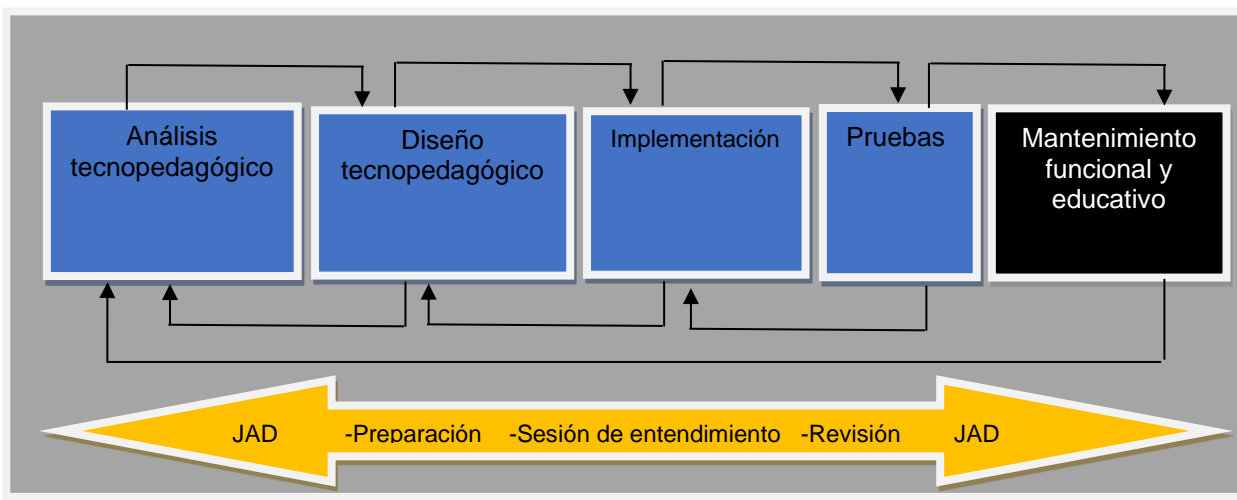 Análisis
tecnopedagógico
Diseño
tecnopedagógico
Implementación
Pruebas
Mantenimiento
funcional y
educativo
JAD -Preparación -Sesión de entendimiento -Revisión JAD